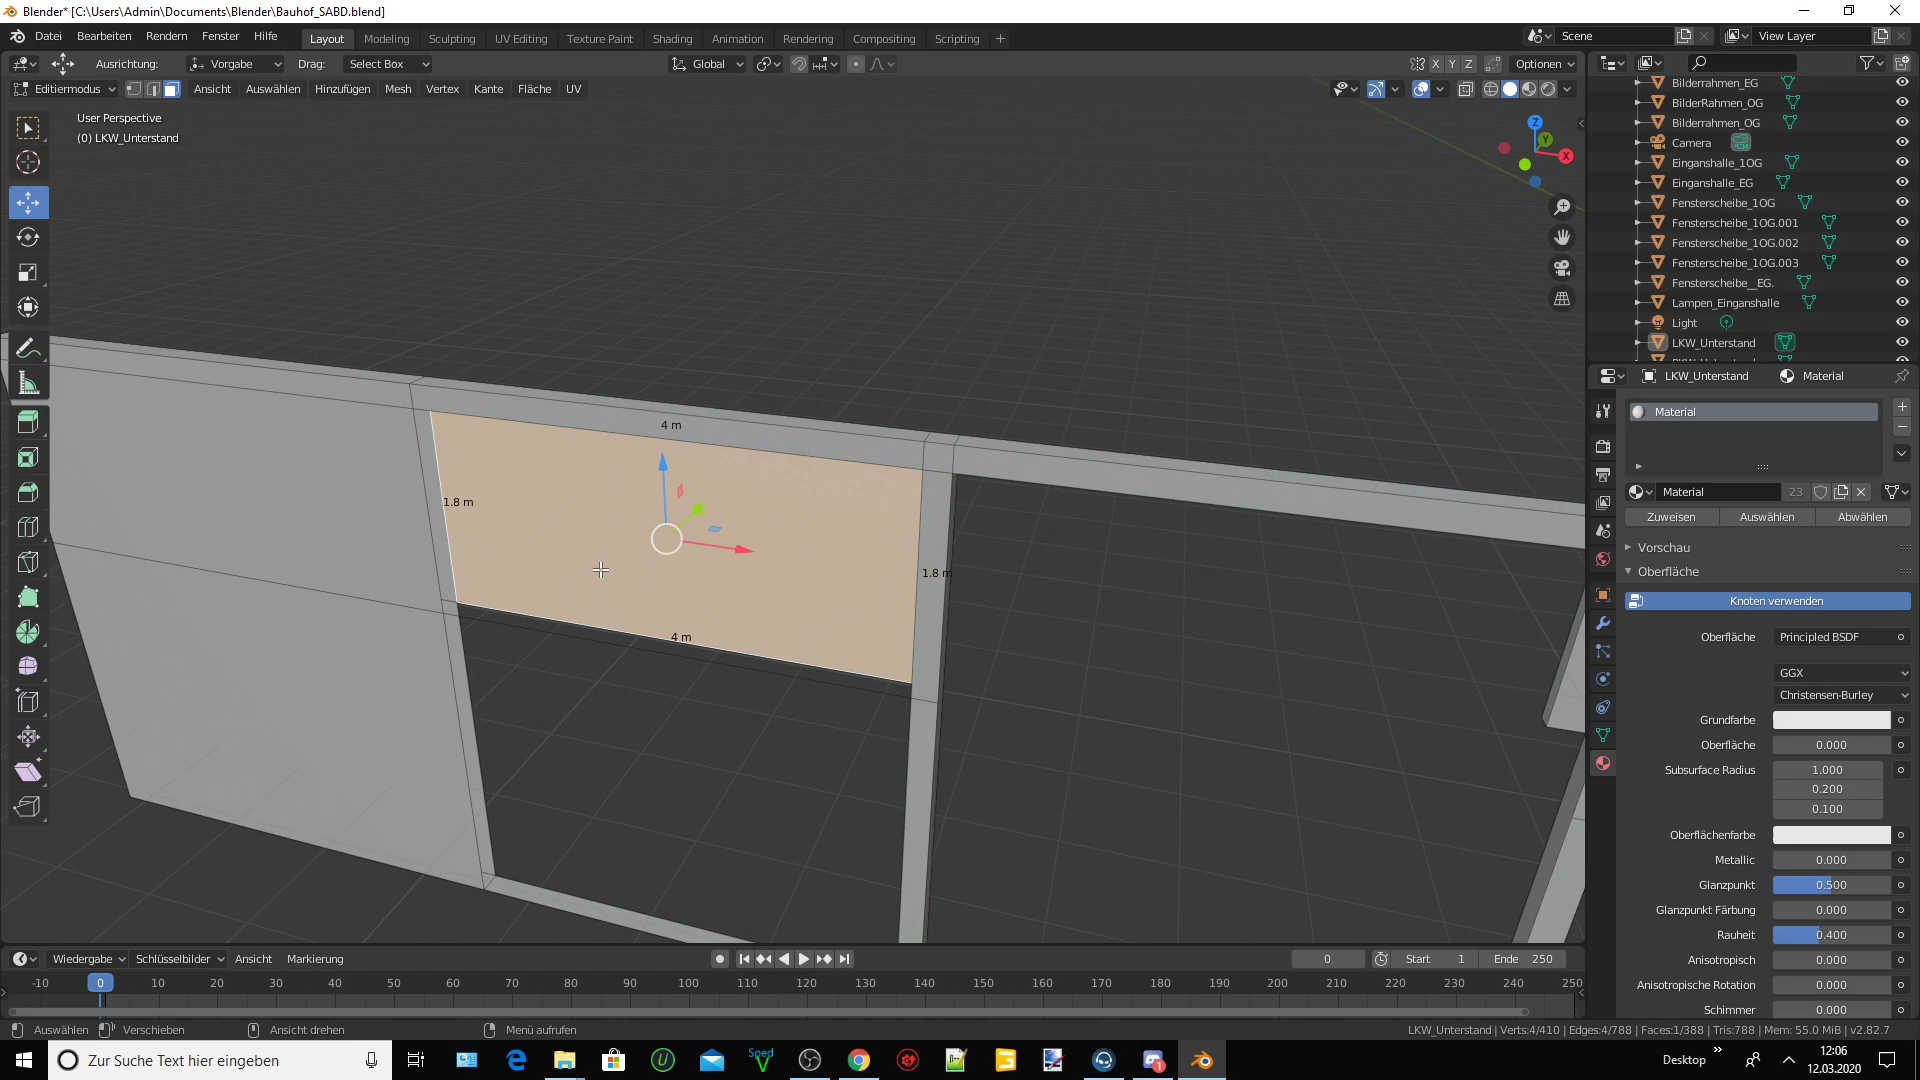 Blender* [C:\Users\Admin\Documents\Blender\Bauhof_SABD.blend]
Datei Bearbeiten Rendern Fenster Hilfe Layout Modeling Sculpting UV Editing Texture Paint Shading Animation Rendering Compositing Scripting + Scene View Layer
Ausrichtung: Vorgabe Drag: Select Box Global X Y Z Optionen
Editiermodus Ansicht Auswählen Hinzufügen Mesh Vertex Kante Fläche UV
User Perspective
(0) LKW_Unterstand
Z
Y
X
4 m
1.8 m
1.8 m
4 m
Bilderrahmen_EG
BilderRahmen_OG
Bilderrahmen_OG
Camera
Einganshalle_1OG
Einganshalle_EG
Fensterscheibe_1OG
Fensterscheibe_1OG.001
Fensterscheibe_1OG.002
Fensterscheibe_1OG.003
Fensterscheibe__EG.
Lampen_Einganshalle
Light
LKW_Unterstand
LKW_Unterstand Material
Material
Material 23
Zuweisen Auswählen Abwählen
Vorschau
Oberfläche
Knoten verwenden
Oberfläche Principled BSDF
GGX
Christensen-Burley
Grundfarbe
Oberfläche 0.000
Subsurface Radius 1.000
0.200
0.100
Oberflächenfarbe
Metallic 0.000
Glanzpunkt 0.500
Glanzpunkt Färbung 0.000
Rauheit 0.400
Anisotropisch 0.000
Anisotropische Rotation 0.000
Schimmer 0.000
Wiedergabe Schlüsselbilder Ansicht Markierung 0 Start 1 Ende 250
-10 0 10 20 30 40 50 60 70 80 90 100 110 120 130 140 150 160 170 180 190 200 210 220 230 240 250
Auswählen Verschieben Ansicht drehen Menü aufrufen LKW_Unterstand | Verts:4/410 | Edges:4/788 | Faces:1/388 | Tris:788 | Mem: 55.0 MiB | v2.82.7
Zur Suche Text hier eingeben Sped V Desktop 12:06
12.03.2020